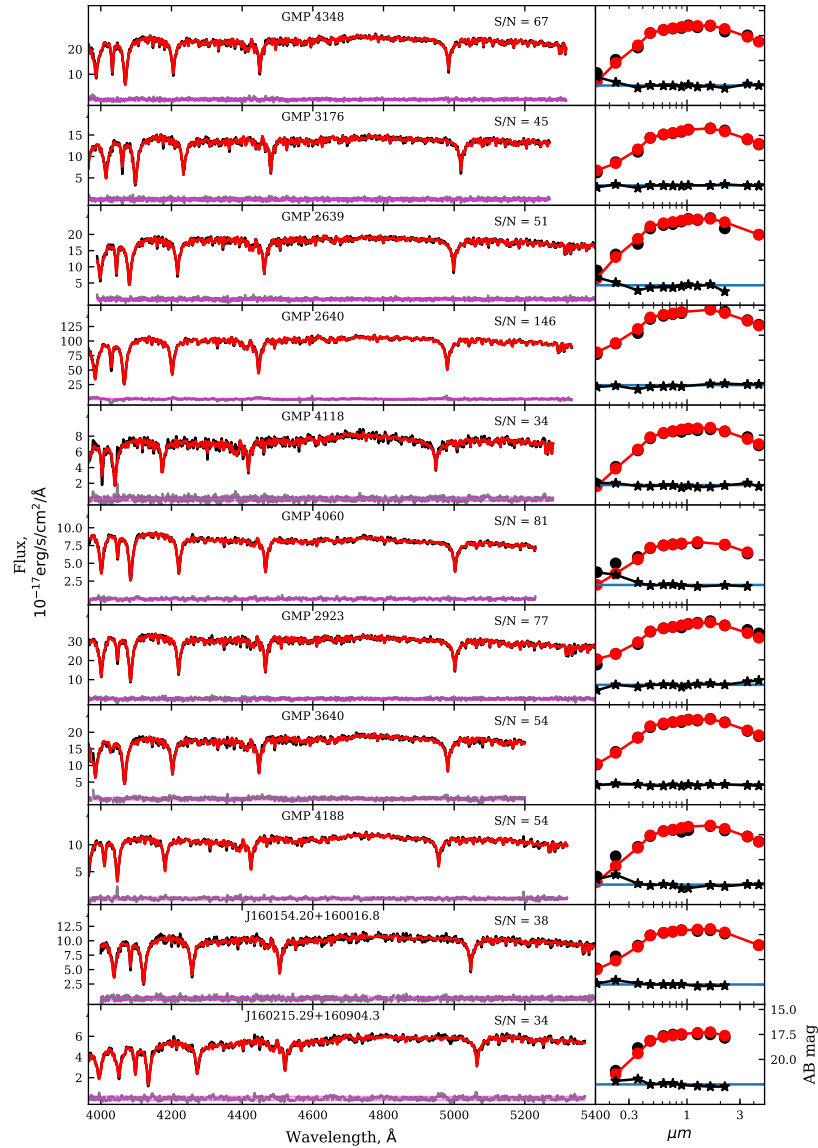 GMP 4348 S/N = 67
20
10
GMP 3176 S/N = 45
15
10
5
GMP 2639 S/N = 51
20
15
10
5
GMP 2640 S/N = 146
125
100
75
50
25
GMP 4118 S/N = 34
8
6
4
2
GMP 4060 S/N = 81
10.0
7.5
5.0
2.5
Flux,
10⁻¹⁷erg/s/cm²/Å
GMP 2923 S/N = 77
30
20
10
GMP 3640 S/N = 54
20
15
10
5
GMP 4188 S/N = 54
10
5
J160154.20+160016.8 S/N = 38
12.5
10.0
7.5
5.0
2.5
J160215.29+160904.3 S/N = 34
6
4
2
0
15.0
17.5
20.0
AB mag
4000 4200 4400 4600 4800 5000 5200 5400 0.3 1 3
Wavelength, Å μm